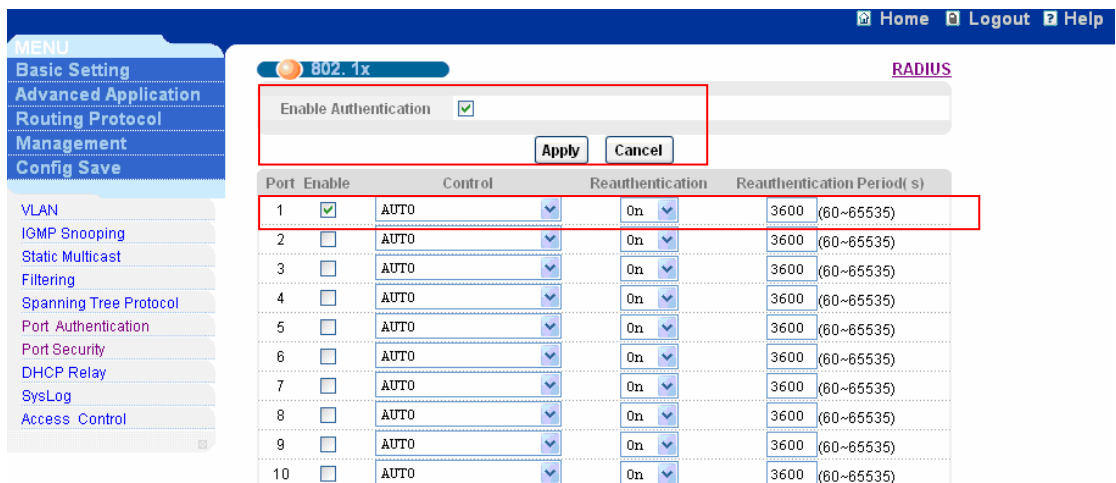 Home Logout Help
MENU
Basic Setting
Advanced Application
Routing Protocol
Management
Config Save
VLAN
IGMP Snooping
Static Multicast
Filtering
Spanning Tree Protocol
Port Authentication
Port Security
DHCP Relay
SysLog
Access Control
802.1x RADIUS
Enable Authentication
Apply Cancel
Port Enable Control Reauthentication Reauthentication Period( s)
1 AUTO On 3600 (60~65535)
2 AUTO On 3600 (60~65535)
3 AUTO On 3600 (60~65535)
4 AUTO On 3600 (60~65535)
5 AUTO On 3600 (60~65535)
6 AUTO On 3600 (60~65535)
7 AUTO On 3600 (60~65535)
8 AUTO On 3600 (60~65535)
9 AUTO On 3600 (60~65535)
10 AUTO On 3600 (60~65535)